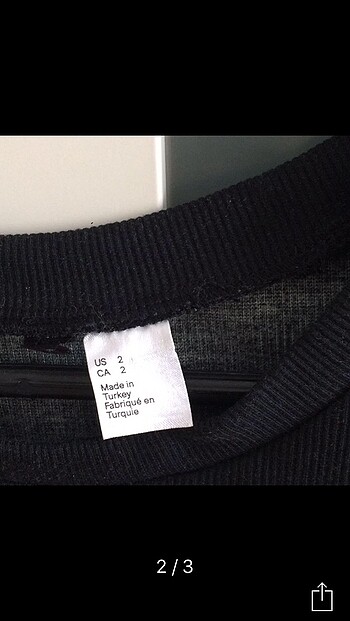 US 2
CA 2
Made in
Turkey
Fabriqué en
Turquie
2 / 3